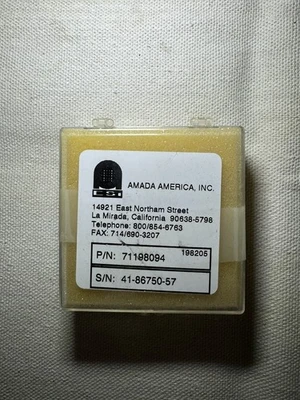 CSI
AMADA AMERICA, INC.
14921 East Northam Street
La Mirada, California 90638-5798
Telephone: 800/854-6763
FAX: 714/690-3207
P/N: 71198094 198205
S/N: 41-86750-57